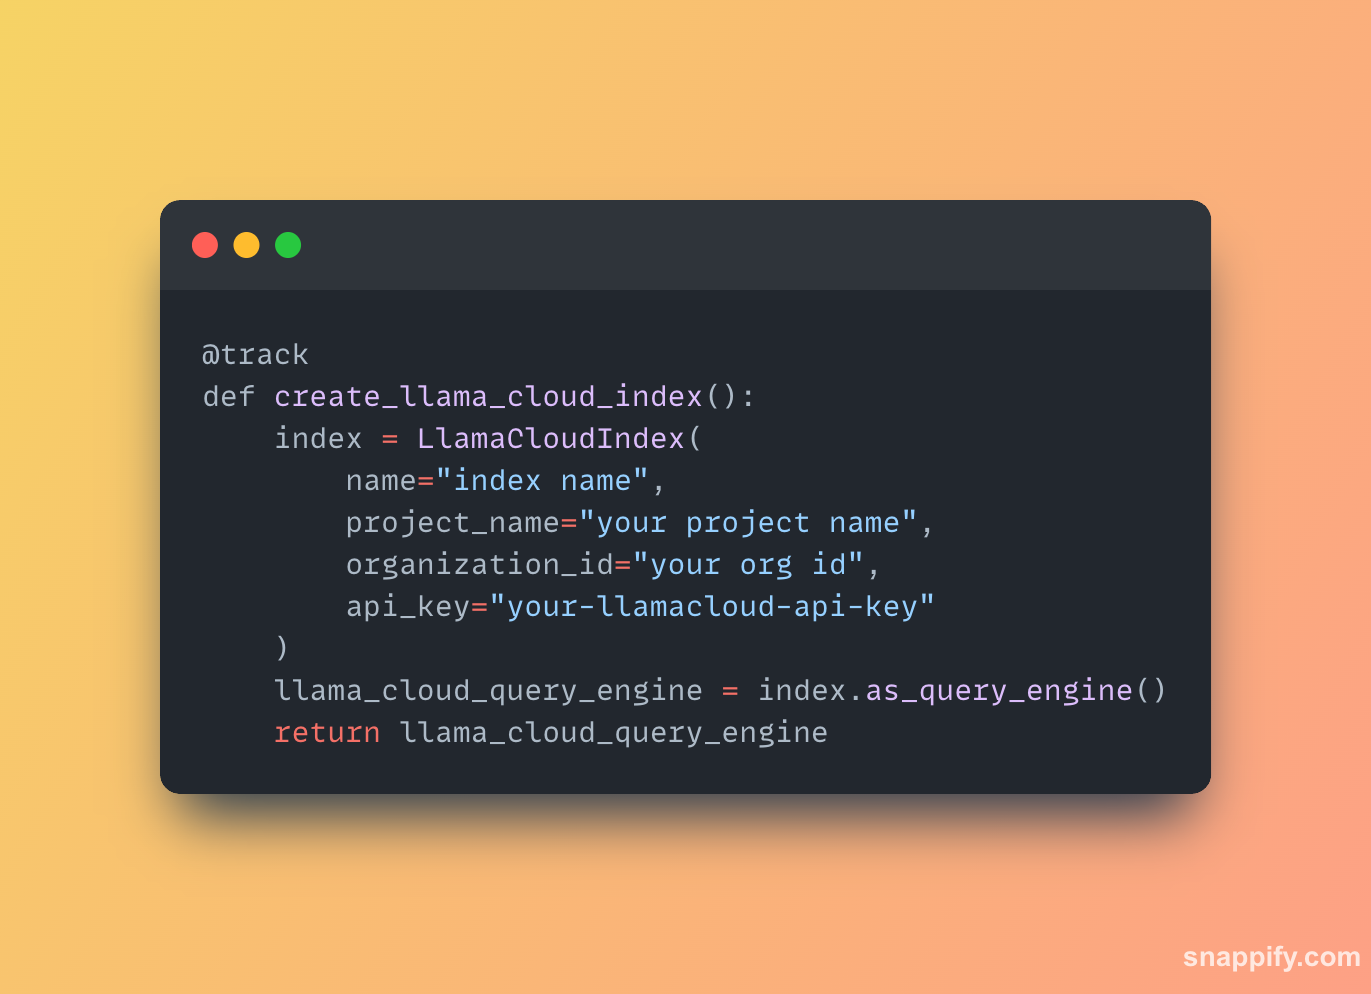 @track
def create_llama_cloud_index():
    index = LlamaCloudIndex(
        name="index name",
        project_name="your project name",
        organization_id="your org id",
        api_key="your-llamacloud-api-key"
    )
    llama_cloud_query_engine = index.as_query_engine()
    return llama_cloud_query_engine
snappify.com